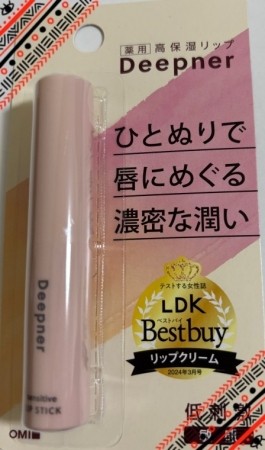 薬用 高保湿リップ
Deepner
ひとぬりで
唇にめぐる
濃密な潤い
テストする女性誌
LDK
ベストバイ
Bestbuy
リップクリーム
2024年3月号
Deepner
STICK
低刺激
OMI